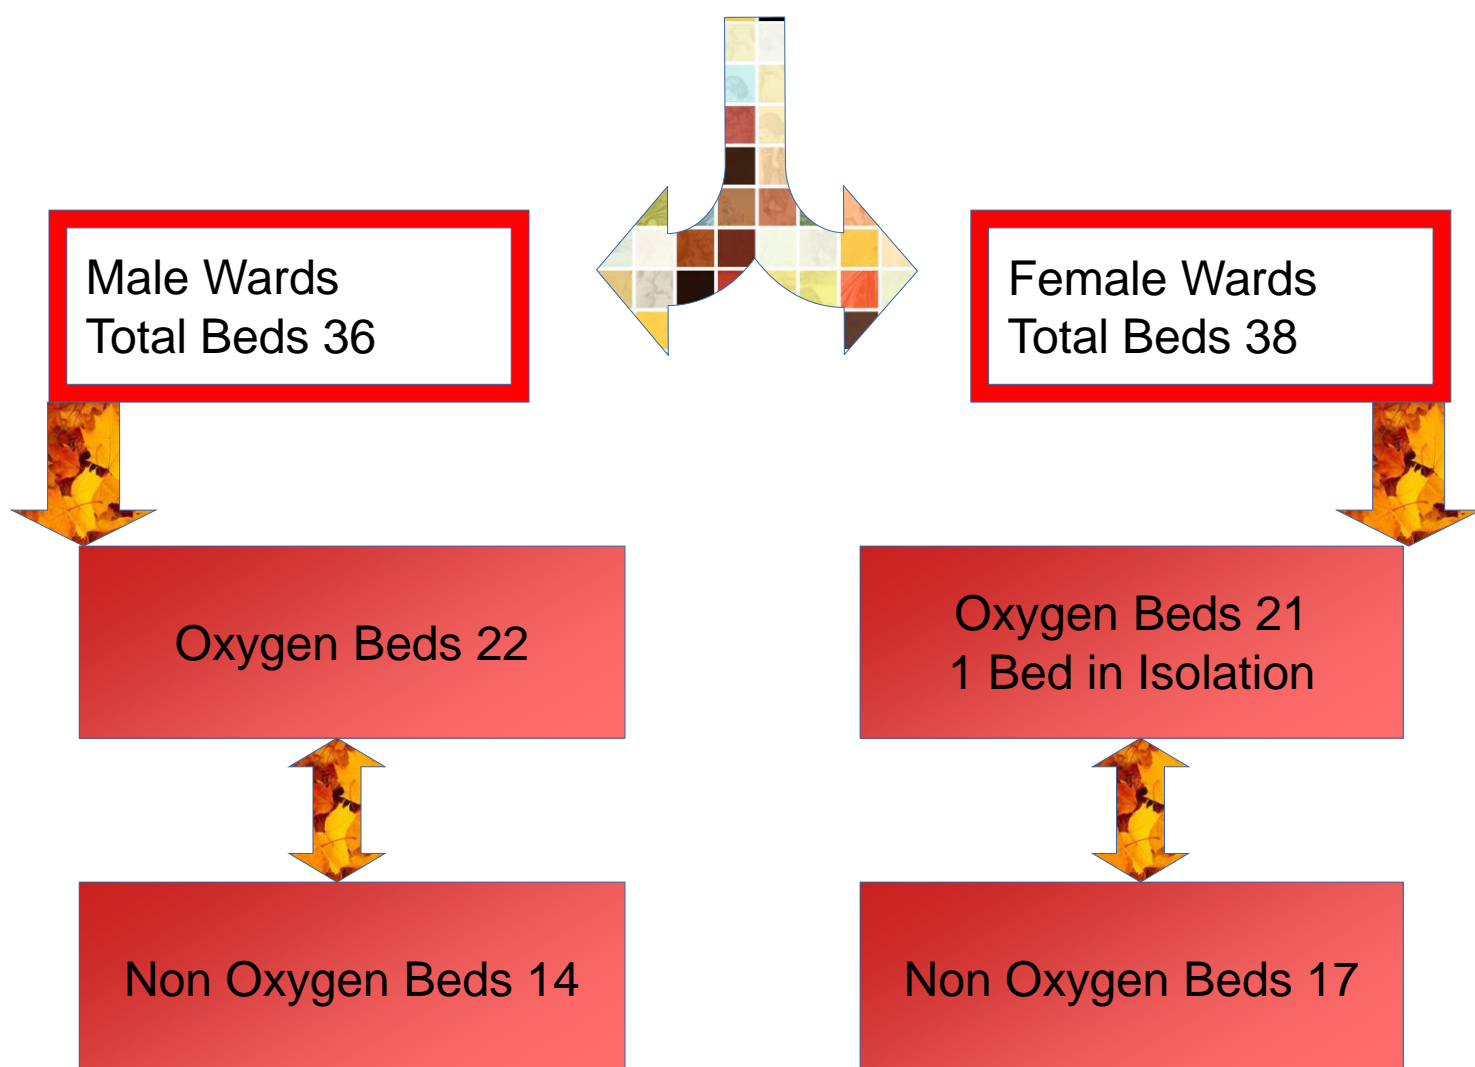 Male Wards
Total Beds 36
Female Wards
Total Beds 38
Oxygen Beds 22
Oxygen Beds 21
1 Bed in Isolation
Non Oxygen Beds 14
Non Oxygen Beds 17